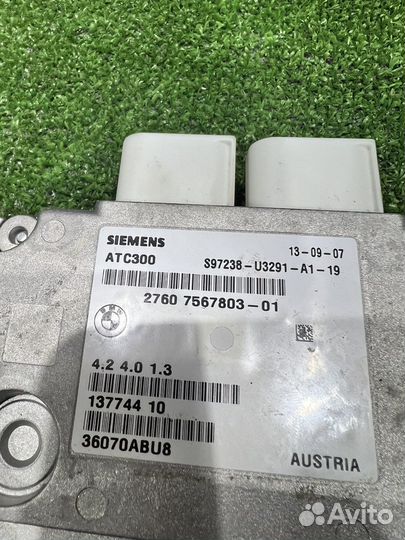 SIEMENS
13-09-07
ATC300
S97238-U3291-A1-19
2760 7567803-01
4.2 4.0 1.3
137744 10
36070ABU8
AUSTRIA
Avito